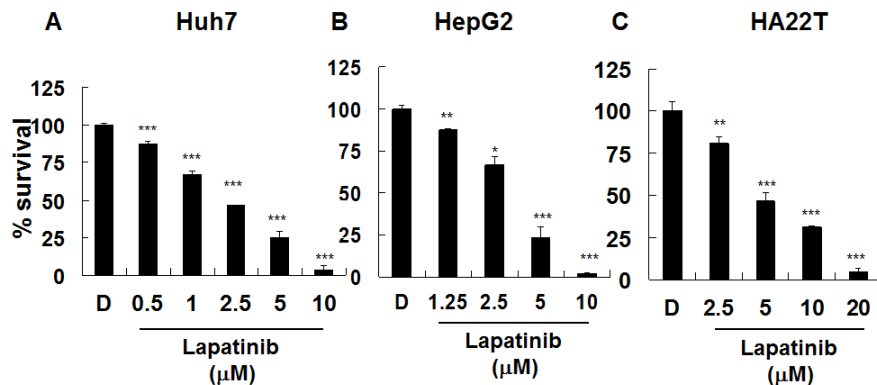 A Huh7
B HepG2
C HA22T
% survival
125
100
75
50
25
0
***
***
***
***
***
D 0.5 1 2.5 5 10
Lapatinib
(μM)
125
100
75
50
25
0
**
*
***
***
D 1.25 2.5 5 10
Lapatinib
(μM)
125
100
75
50
25
0
**
***
***
***
D 2.5 5 10 20
Lapatinib
(μM)